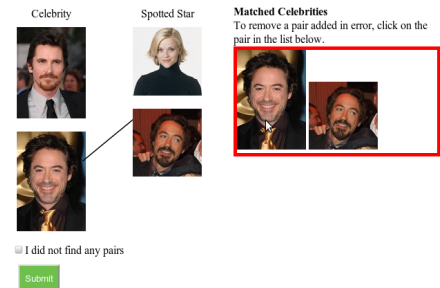 Celebrity
Spotted Star
Matched Celebrities
To remove a pair added in error, click on the
pair in the list below.
I did not find any pairs
Submit